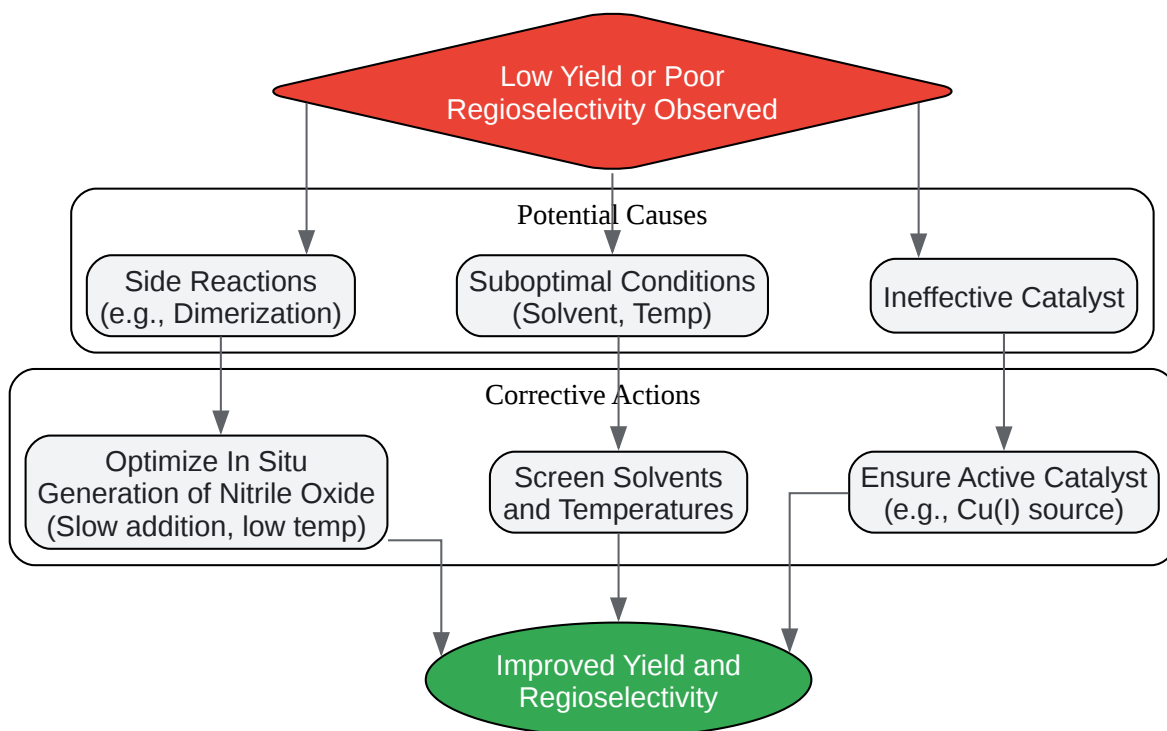 Low Yield or Poor
Regioselectivity Observed
Potential Causes
Side Reactions
(e.g., Dimerization)
Suboptimal Conditions
(Solvent, Temp)
Ineffective Catalyst
Corrective Actions
Optimize In Situ
Generation of Nitrile Oxide
(Slow addition, low temp)
Screen Solvents
and Temperatures
Ensure Active Catalyst
(e.g., Cu(I) source)
Improved Yield and
Regioselectivity